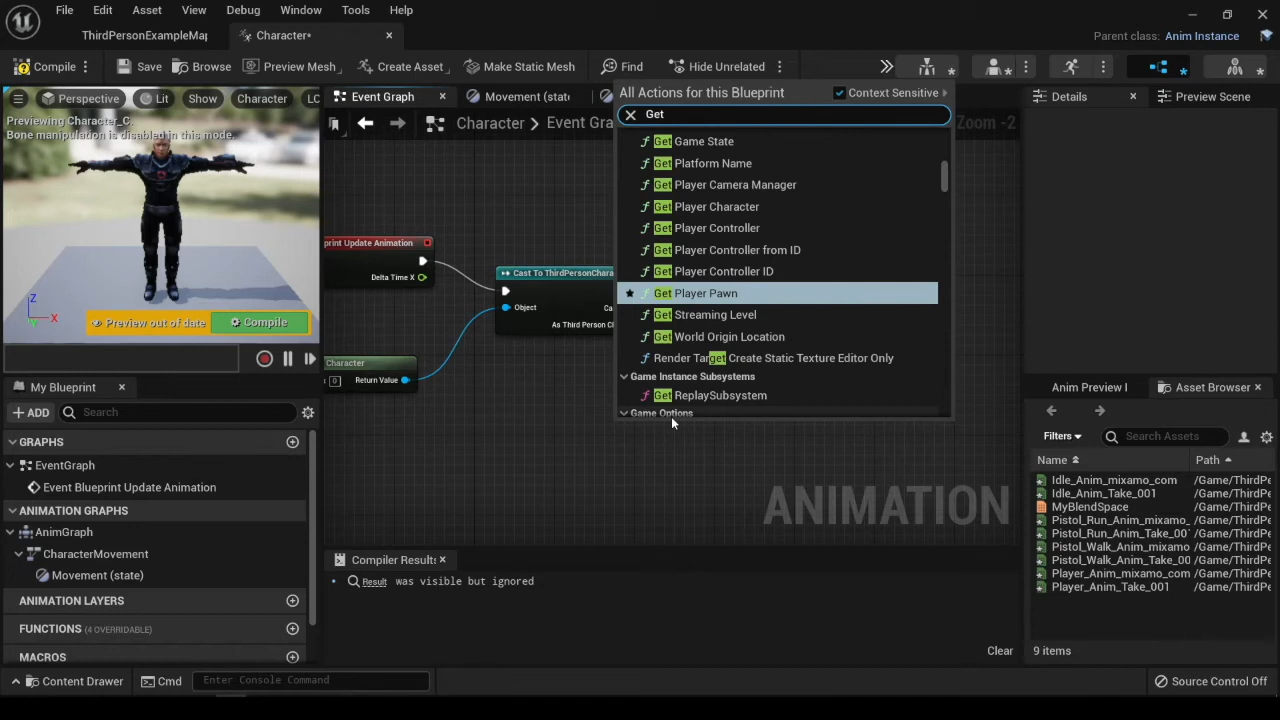 File Edit Asset View Debug Window Tools Help
ThirdPersonExampleMap Character• Parent class: Anim Instance
Compile Save Browse Preview Mesh Create Asset Make Static Mesh Find Hide Unrelated
Perspective Lit Show Character LO
Previewing Character_C.
Bone manipulation is disabled in this mode.
Z
Y
X
Preview out of date Compile
My Blueprint
ADD Search
GRAPHS
EventGraph
Event Blueprint Update Animation
ANIMATION GRAPHS
AnimGraph
CharacterMovement
Movement (state)
ANIMATION LAYERS
FUNCTIONS (4 OVERRIDABLE)
MACROS
Event Graph Movement (stat
Character > Event Gra Zoom -2
print Update Animation
Delta Time X
Character
0 Return Value
Cast To ThirdPersonChara
Object Ca
As Third Person Ch
All Actions for this Blueprint Context Sensitive
Get
Get Game State
Get Platform Name
Get Player Camera Manager
Get Player Character
Get Player Controller
Get Player Controller from ID
Get Player Controller ID
Get Player Pawn
Get Streaming Level
Get World Origin Location
Render Target Create Static Texture Editor Only
Game Instance Subsystems
Get ReplaySubsystem
Game Options
ANIMATION
Compiler Results
• Result was visible but ignored
Clear
Details Preview Scene
Anim Preview I Asset Browser
Filters Search Assets
Name Path
Idle_Anim_mixamo_com /Game/ThirdPe
Idle_Anim_Take_001 /Game/ThirdPe
MyBlendSpace /Game/ThirdPe
Pistol_Run_Anim_mixamo_ /Game/ThirdPe
Pistol_Run_Anim_Take_00 /Game/ThirdPe
Pistol_Walk_Anim_mixamo /Game/ThirdPe
Pistol_Walk_Anim_Take_00 /Game/ThirdPe
Player_Anim_mixamo_com /Game/ThirdPe
Player_Anim_Take_001 /Game/ThirdPe
9 items
Content Drawer Cmd Enter Console Command Source Control Off